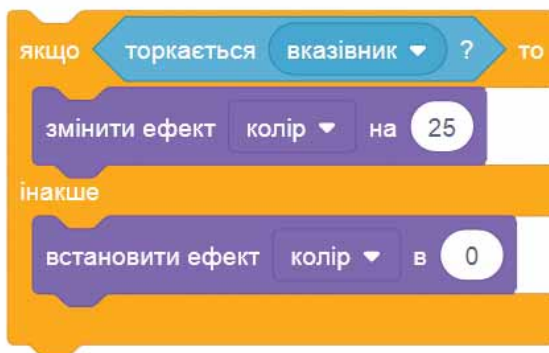 якщо торкається вказівник ? то
змінити ефект колір на 25
інакше
встановити ефект колір в 0